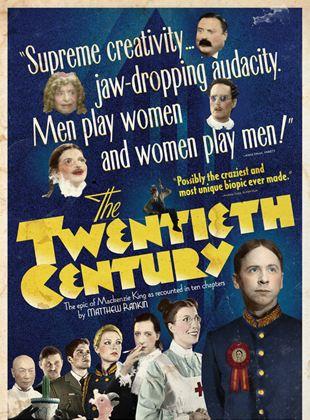 "Supreme creativity...
jaw-dropping audacity.
Men play women
and women play men!"
"Possibly the craziest and
most unique biopic ever made."
The
TWENTIETH
CENTURY
The epic of Mackenzie King as recounted in ten chapters
by MATTHEW RANKIN